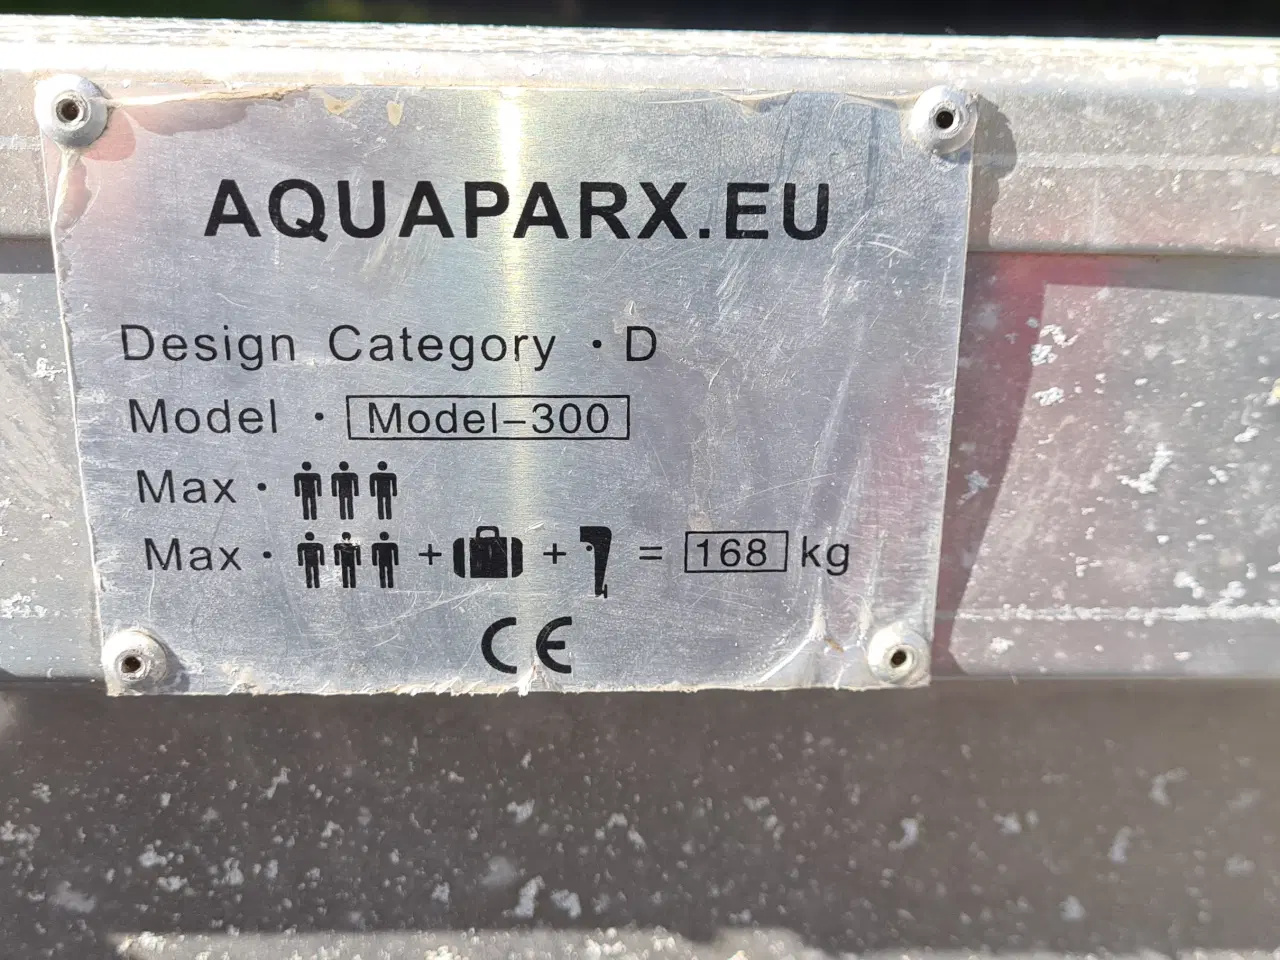 AQUAPARX.EU
Design Category · D
Model · Model-300
Max ·
Max · + + = 168 kg
CE